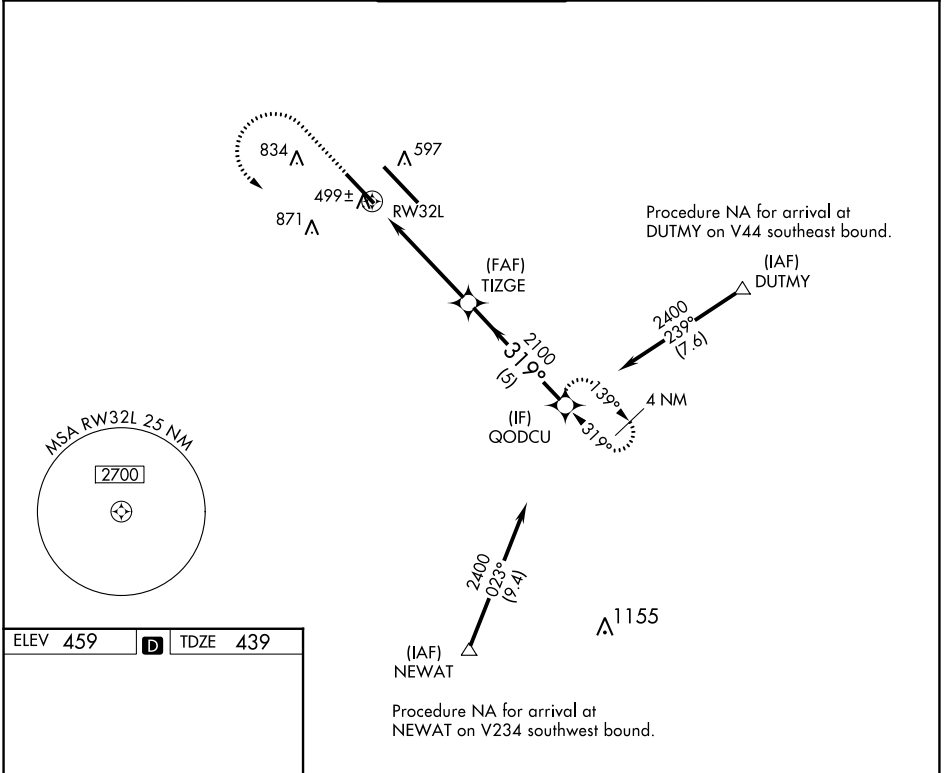 834
597
499±
RW32L
871
Procedure NA for arrival at
DUTMY on V44 southeast bound.
(FAF)
TIZGE
(IAF)
DUTMY
2400
239°
(7.6)
2100
319°
(5)
139°
4 NM
319°
(IF)
QODCU
MSA RW32L 25 NM
2700
2400
023°
(9.4)
1155
(IAF)
NEWAT
ELEV 459 D TDZE 439
Procedure NA for arrival at
NEWAT on V234 southwest bound.